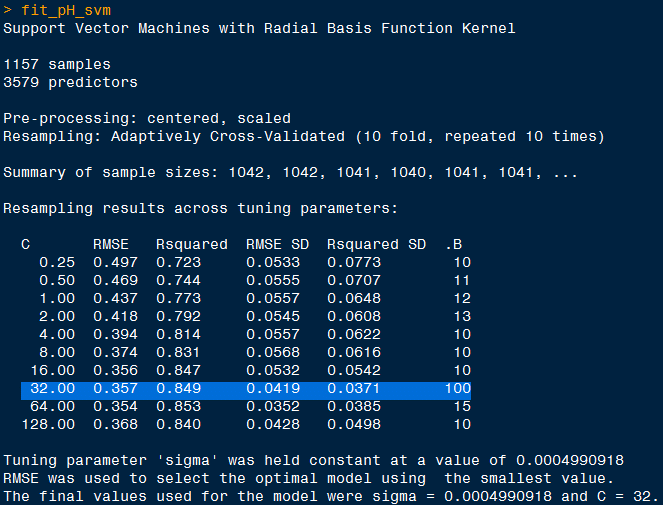 > fit_pH_svm
Support Vector Machines with Radial Basis Function Kernel
1157 samples
3579 predictors
Pre-processing: centered, scaled
Resampling: Adaptively Cross-Validated (10 fold, repeated 10 times)
Summary of sample sizes: 1042, 1042, 1041, 1040, 1041, 1041, ...
Resampling results across tuning parameters:
C RMSE Rsquared RMSE SD Rsquared SD .B
0.25 0.497 0.723 0.0533 0.0773 10
0.50 0.469 0.744 0.0555 0.0707 11
1.00 0.437 0.773 0.0557 0.0648 12
2.00 0.418 0.792 0.0545 0.0608 13
4.00 0.394 0.814 0.0557 0.0622 10
8.00 0.374 0.831 0.0568 0.0616 10
16.00 0.356 0.847 0.0532 0.0542 10
32.00 0.357 0.849 0.0419 0.0371 100
64.00 0.354 0.853 0.0352 0.0385 15
128.00 0.368 0.840 0.0428 0.0498 10
Tuning parameter 'sigma' was held constant at a value of 0.0004990918
RMSE was used to select the optimal model using the smallest value.
The final values used for the model were sigma = 0.0004990918 and C = 32.